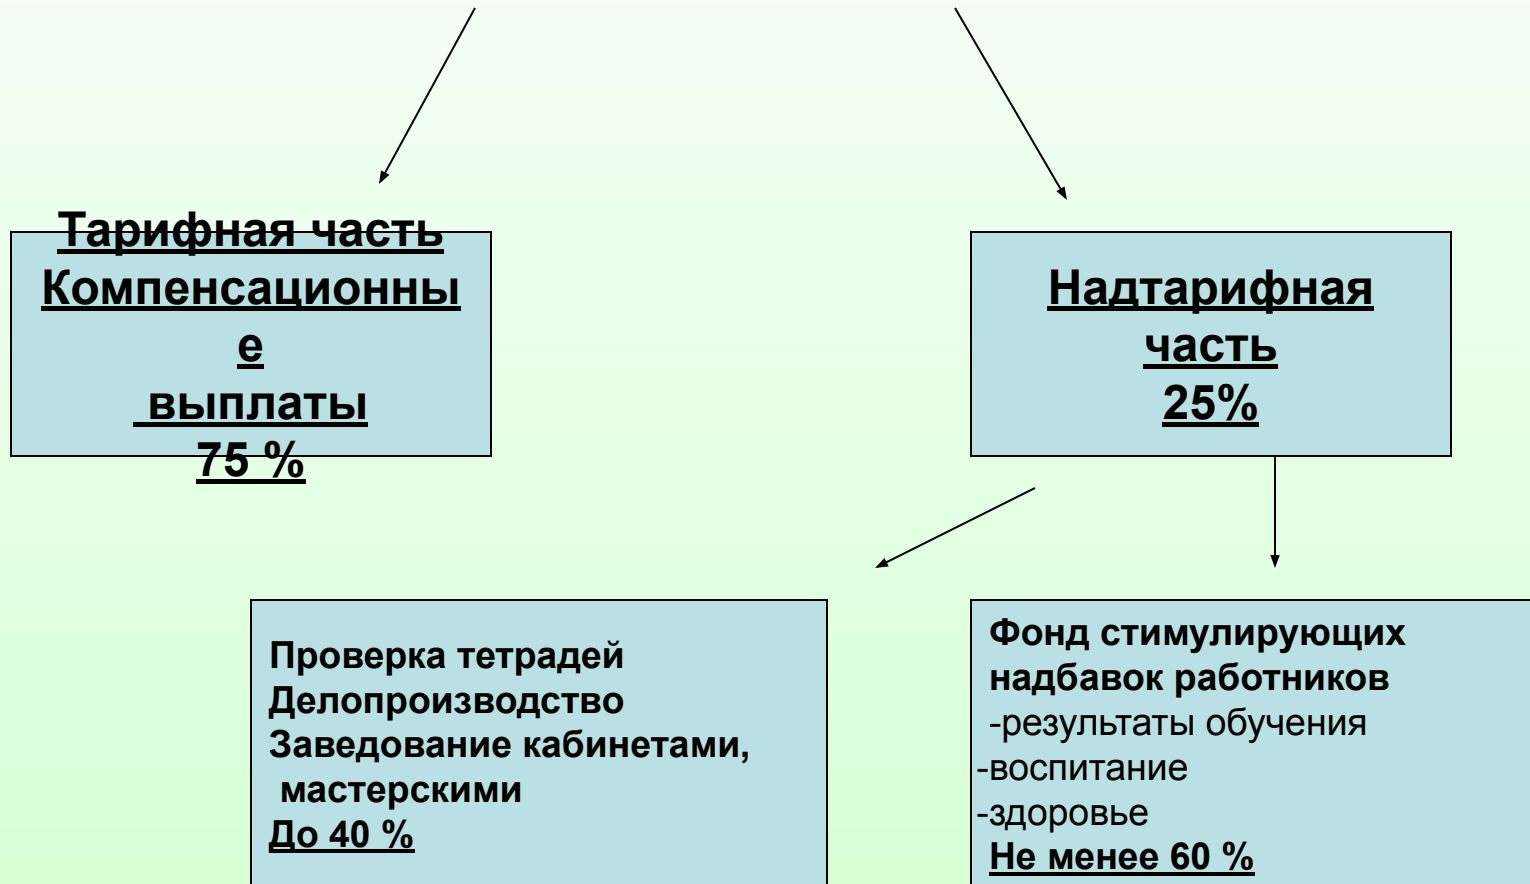 Тарифная часть
Компенсационны
е
выплаты
75 %
Надтарифная
часть
25%
Проверка тетрадей
Делопроизводство
Заведование кабинетами,
мастерскими
До 40 %
Фонд стимулирующих
надбавок работников
-результаты обучения
-воспитание
-здоровье
Не менее 60 %